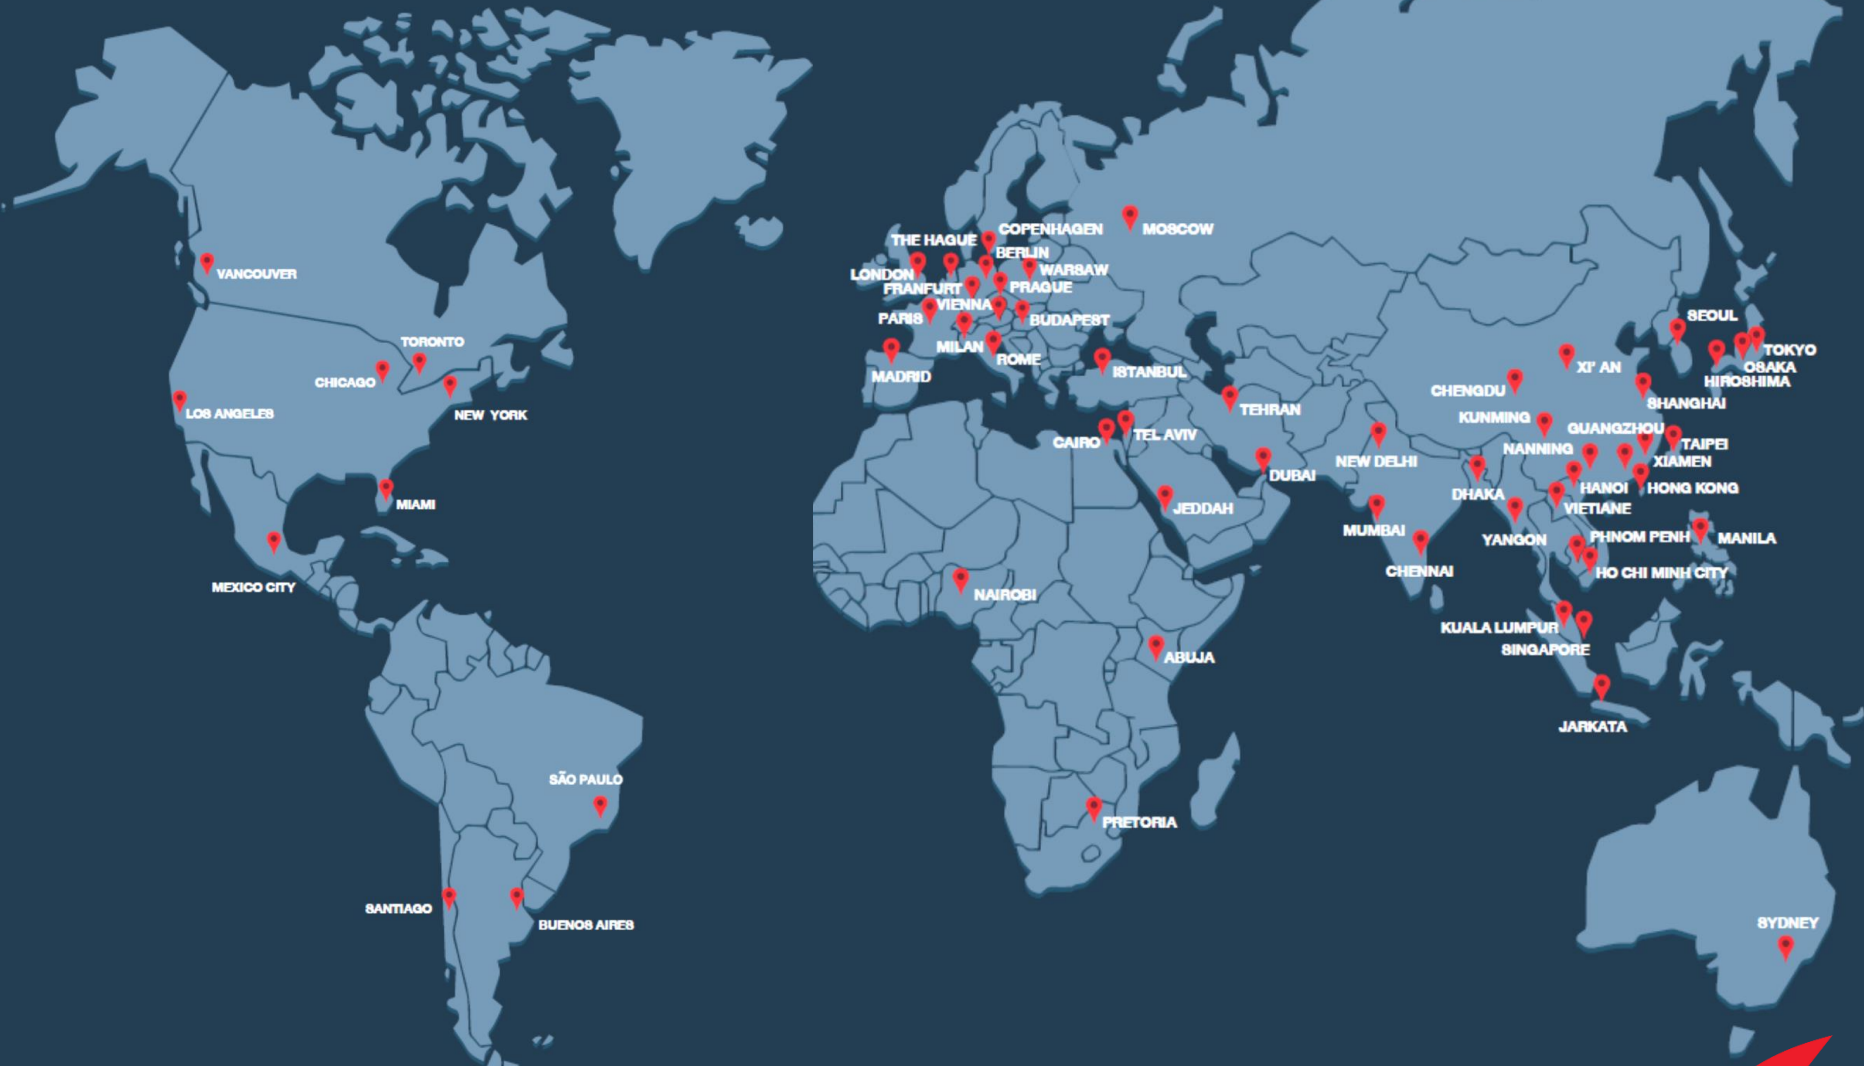 VANCOUVER
TORONTO
CHICAGO
LOS ANGELES
NEW YORK
MIAMI
MEXICO CITY
SÃO PAULO
SANTIAGO
BUENOS AIRES
COPENHAGEN
MOSCOW
THE HAGUE
BERLIN
LONDON
WARSAW
FRANFURT
PRAGUE
VIENNA
PARIS
BUDAPEST
MILAN
ROME
MADRID
ISTANBUL
TEHRAN
CAIRO
TEL AVIV
DUBAI
JEDDAH
NAIROBI
ABUJA
PRETORIA
NEW DELHI
MUMBAI
CHENNAI
DHAKA
SEOUL
TOKYO
OSAKA
HIROSHIMA
XI' AN
CHENGDU
SHANGHAI
KUNMING
GUANGZHOU
TAIPEI
NANNING
XIAMEN
HANOI
HONG KONG
VIETIANE
YANGON
PHNOM PENH
MANILA
HO CHI MINH CITY
KUALA LUMPUR
SINGAPORE
JARKATA
SYDNEY